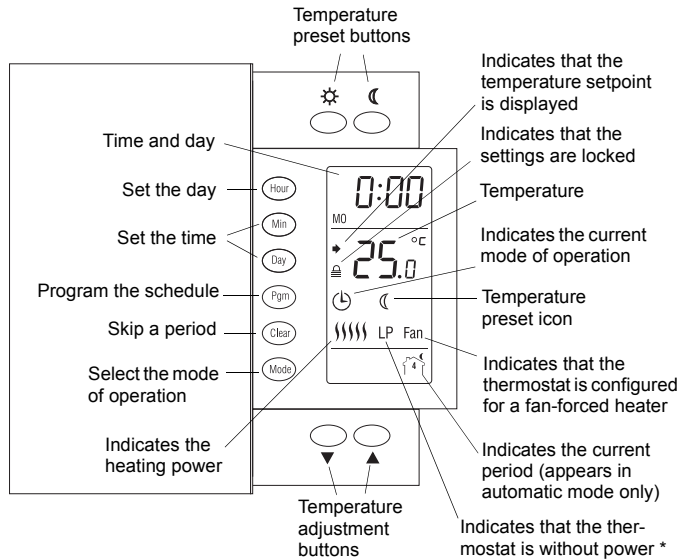 Temperature
preset buttons
Indicates that the
temperature setpoint
is displayed
Indicates that the
settings are locked
Temperature
Indicates the current
mode of operation
Temperature
preset icon
Indicates that the
thermostat is configured
for a fan-forced heater
Indicates the current
period (appears in
automatic mode only)
Indicates that the ther-
mostat is without power *
Time and day
Set the day
Set the time
Program the schedule
Skip a period
Select the mode
of operation
Indicates the
heating power
Temperature
adjustment
buttons
Hour
Min
Day
Pgm
Clear
Mode
0:00
MO
25.0 °C
LP Fan
4